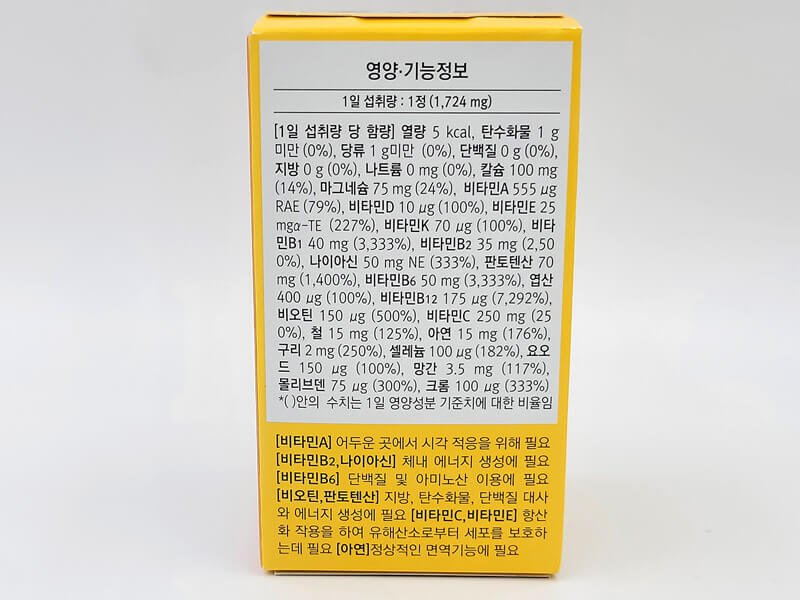 영양·기능정보
1일 섭취량 : 1정 (1,724 mg)
[1일 섭취량 당 함량] 열량 5 kcal, 탄수화물 1 g
미만 (0%), 당류 1 g미만 (0%), 단백질 0 g (0%),
지방 0 g (0%), 나트륨 0 mg (0%), 칼슘 100 mg
(14%), 마그네슘 75 mg (24%), 비타민A 555 µg
RAE (79%), 비타민D 10 µg (100%), 비타민E 25
mgα-TE (227%), 비타민K 70 µg (100%), 비타
민B1 40 mg (3,333%), 비타민B2 35 mg (2,50
0%), 나이아신 50 mg NE (333%), 판토텐산 70
mg (1,400%), 비타민B6 50 mg (3,333%), 엽산
400 µg (100%), 비타민B12 175 µg (7,292%),
비오틴 150 µg (500%), 비타민C 250 mg (25
0%), 철 15 mg (125%), 아연 15 mg (176%),
구리 2 mg (250%), 셀레늄 100 µg (182%), 요오
드 150 µg (100%), 망간 3.5 mg (117%),
몰리브덴 75 µg (300%), 크롬 100 µg (333%)
*( )안의 수치는 1일 영양성분 기준치에 대한 비율임
[비타민A] 어두운 곳에서 시각 적응을 위해 필요
[비타민B2,나이아신] 체내 에너지 생성에 필요
[비타민B6] 단백질 및 아미노산 이용에 필요
[비오틴,판토텐산] 지방, 탄수화물, 단백질 대사
와 에너지 생성에 필요 [비타민C,비타민E] 항산
화 작용을 하여 유해산소로부터 세포를 보호하
는데 필요 [아연]정상적인 면역기능에 필요